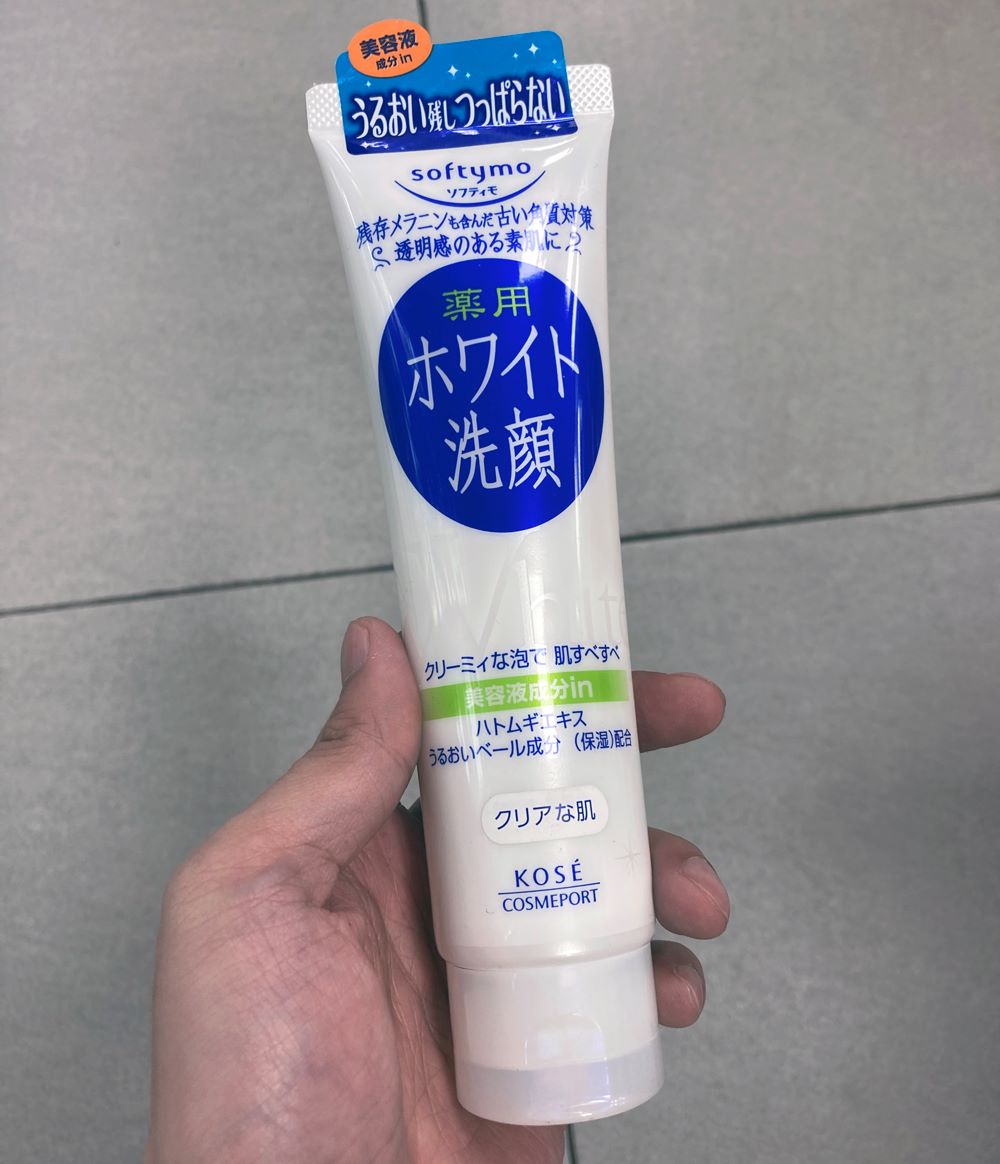 美容液
成分in
うるおい残しつっぱらない
softymo
ソフティモ
残存メラニンも含んだ古い角質対策
透明感のある素肌に
薬用
ホワイト
洗顔
White
クリーミィな泡で 肌すべすべ
美容液成分in
ハトムギエキス
うるおいベール成分 (保湿)配合
クリアな肌
KOSÉ
COSMEPORT